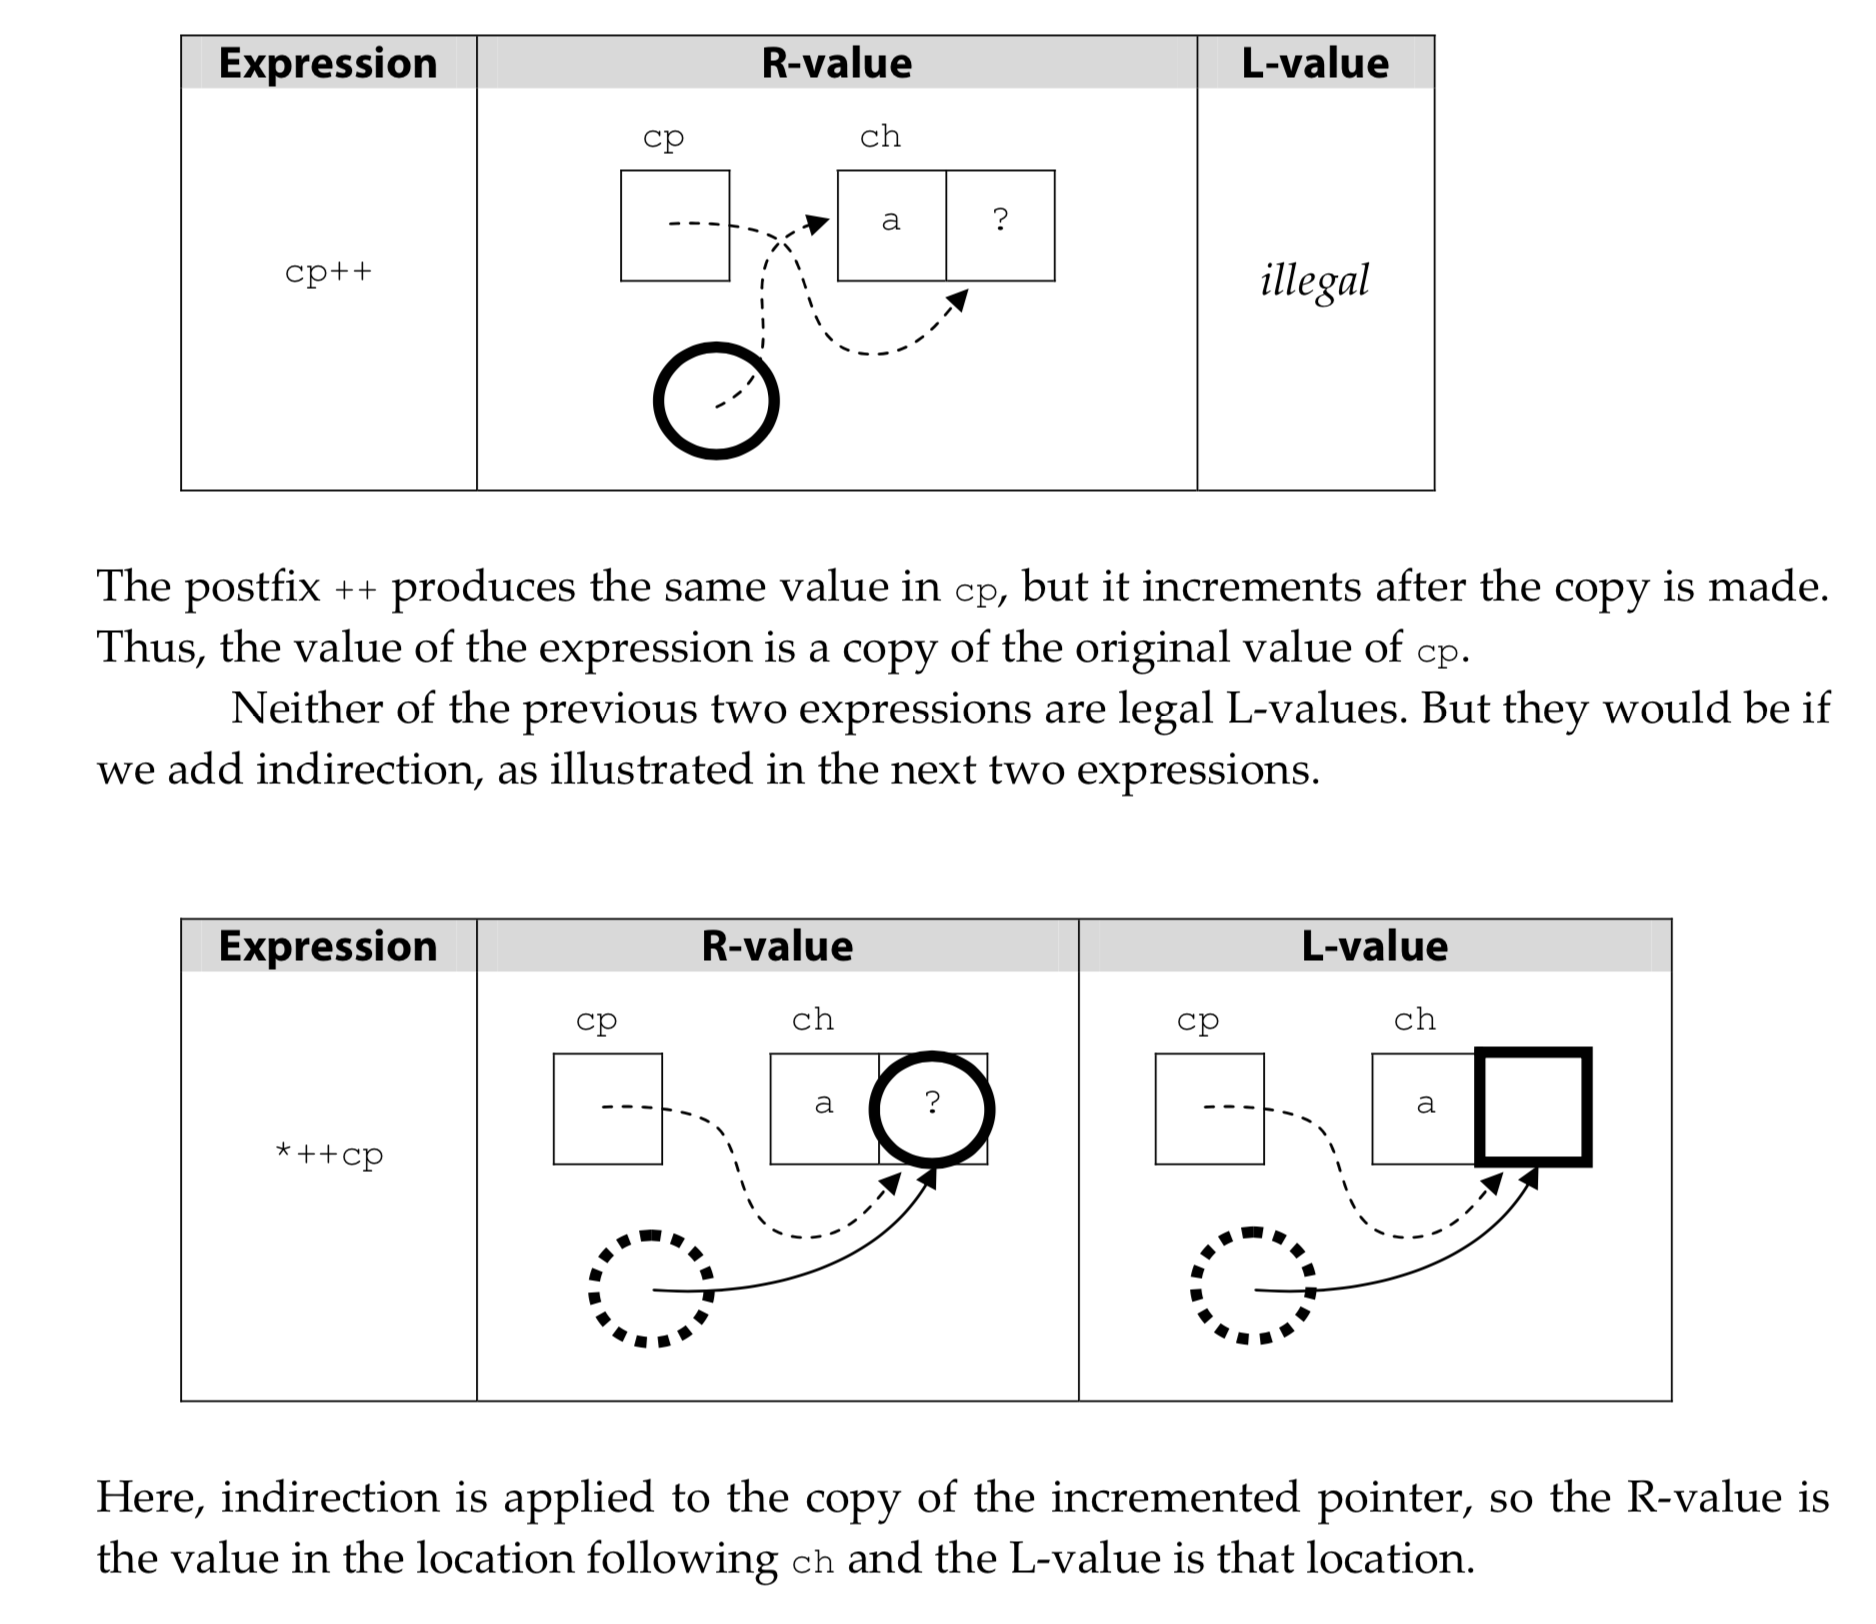 Expression R-value L-value
cp ch
a ?
cp++ illegal
The postfix ++ produces the same value in cp, but it increments after the copy is made.
Thus, the value of the expression is a copy of the original value of cp.
Neither of the previous two expressions are legal L-values. But they would be if
we add indirection, as illustrated in the next two expressions.
Expression R-value L-value
cp ch cp ch
a ? a
*++cp
Here, indirection is applied to the copy of the incremented pointer, so the R-value is
the value in the location following ch and the L-value is that location.